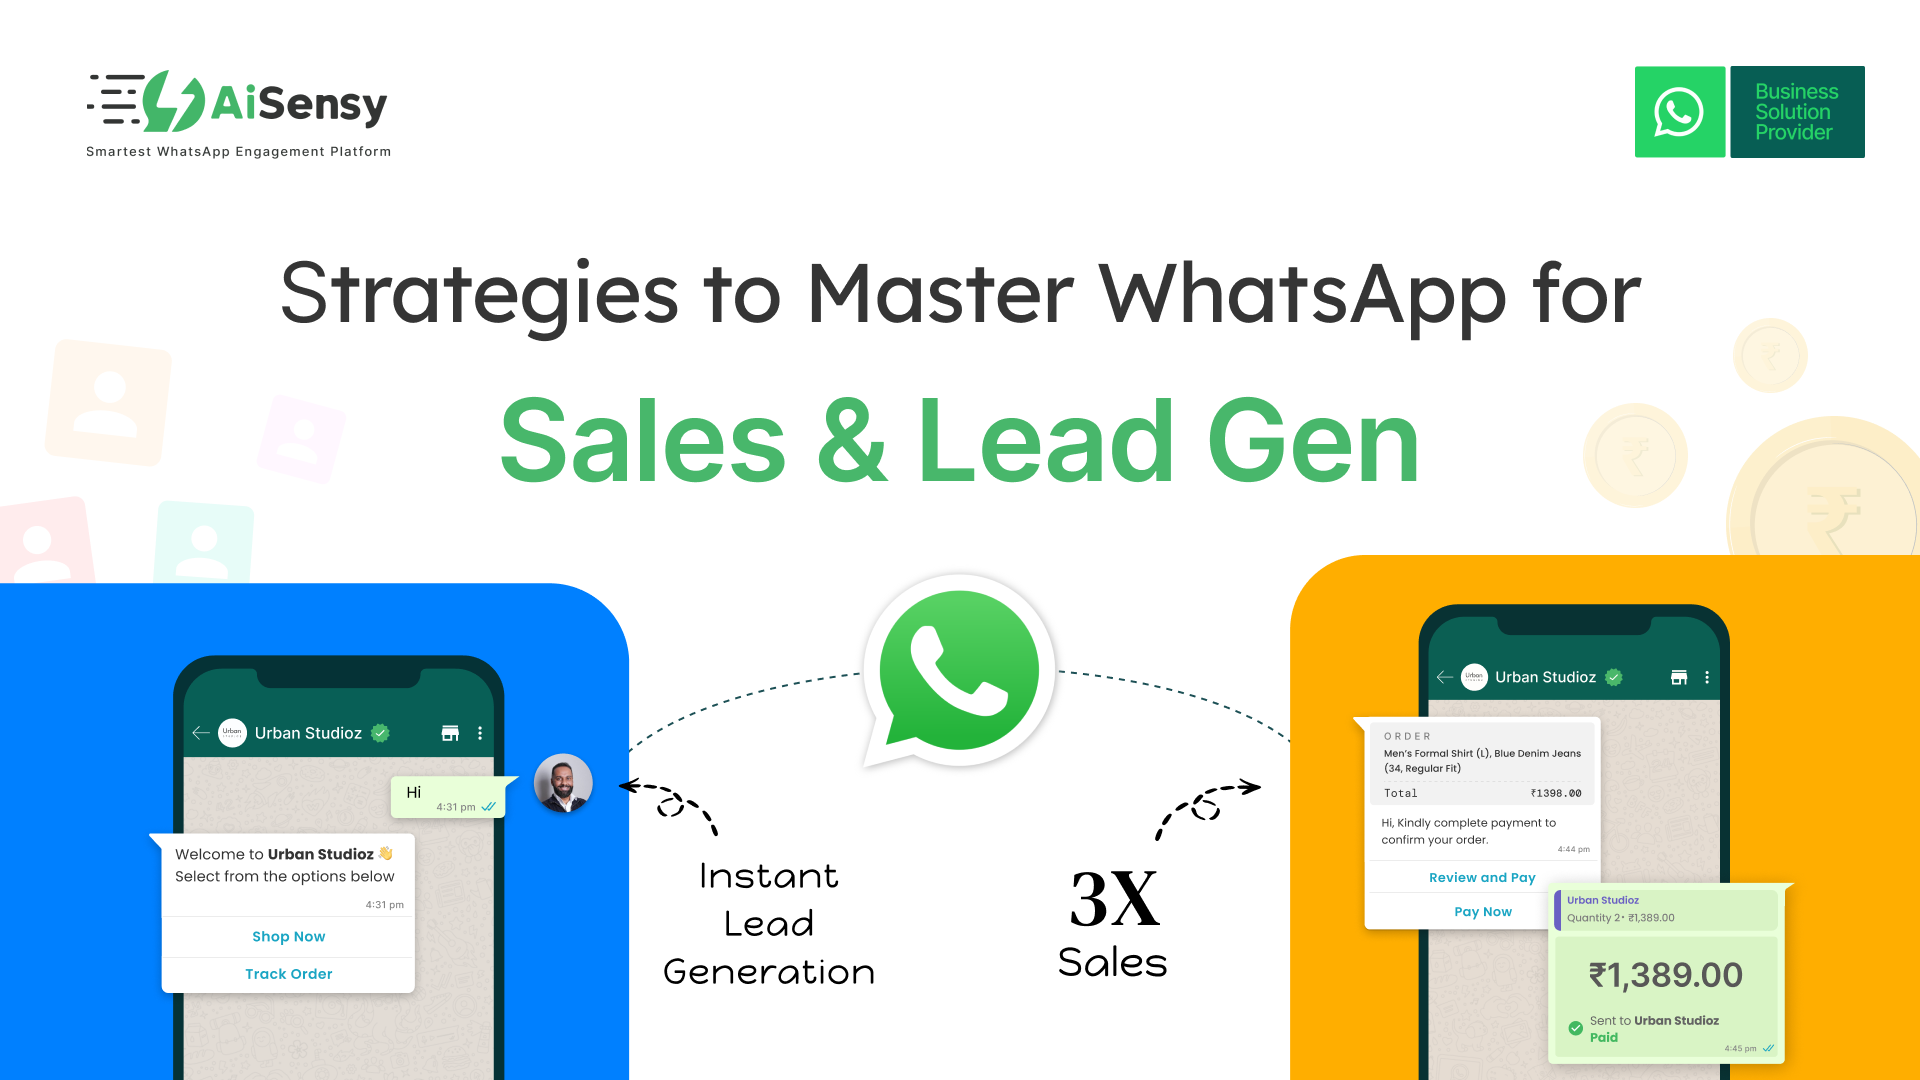 AiSensy
Smartest WhatsApp Engagement Platform
Business
Solution
Provider
Strategies to Master WhatsApp for
Sales & Lead Gen
Urban Studioz
Hi
4:31 pm
Welcome to Urban Studioz 👋
Select from the options below
4:31 pm
Shop Now
Track Order
Instant
Lead
Generation
3X
Sales
Urban Studioz
ORDER
Men's Formal Shirt (L), Blue Denim Jeans
(34, Regular Fit)
Total ₹1398.00
Hi, Kindly complete payment to
confirm your order.
4:44 pm
Review and Pay
Pay Now
Urban Studioz
Quantity 2• ₹1,389.00
₹1,389.00
Sent to Urban Studioz
Paid
4:45 pm